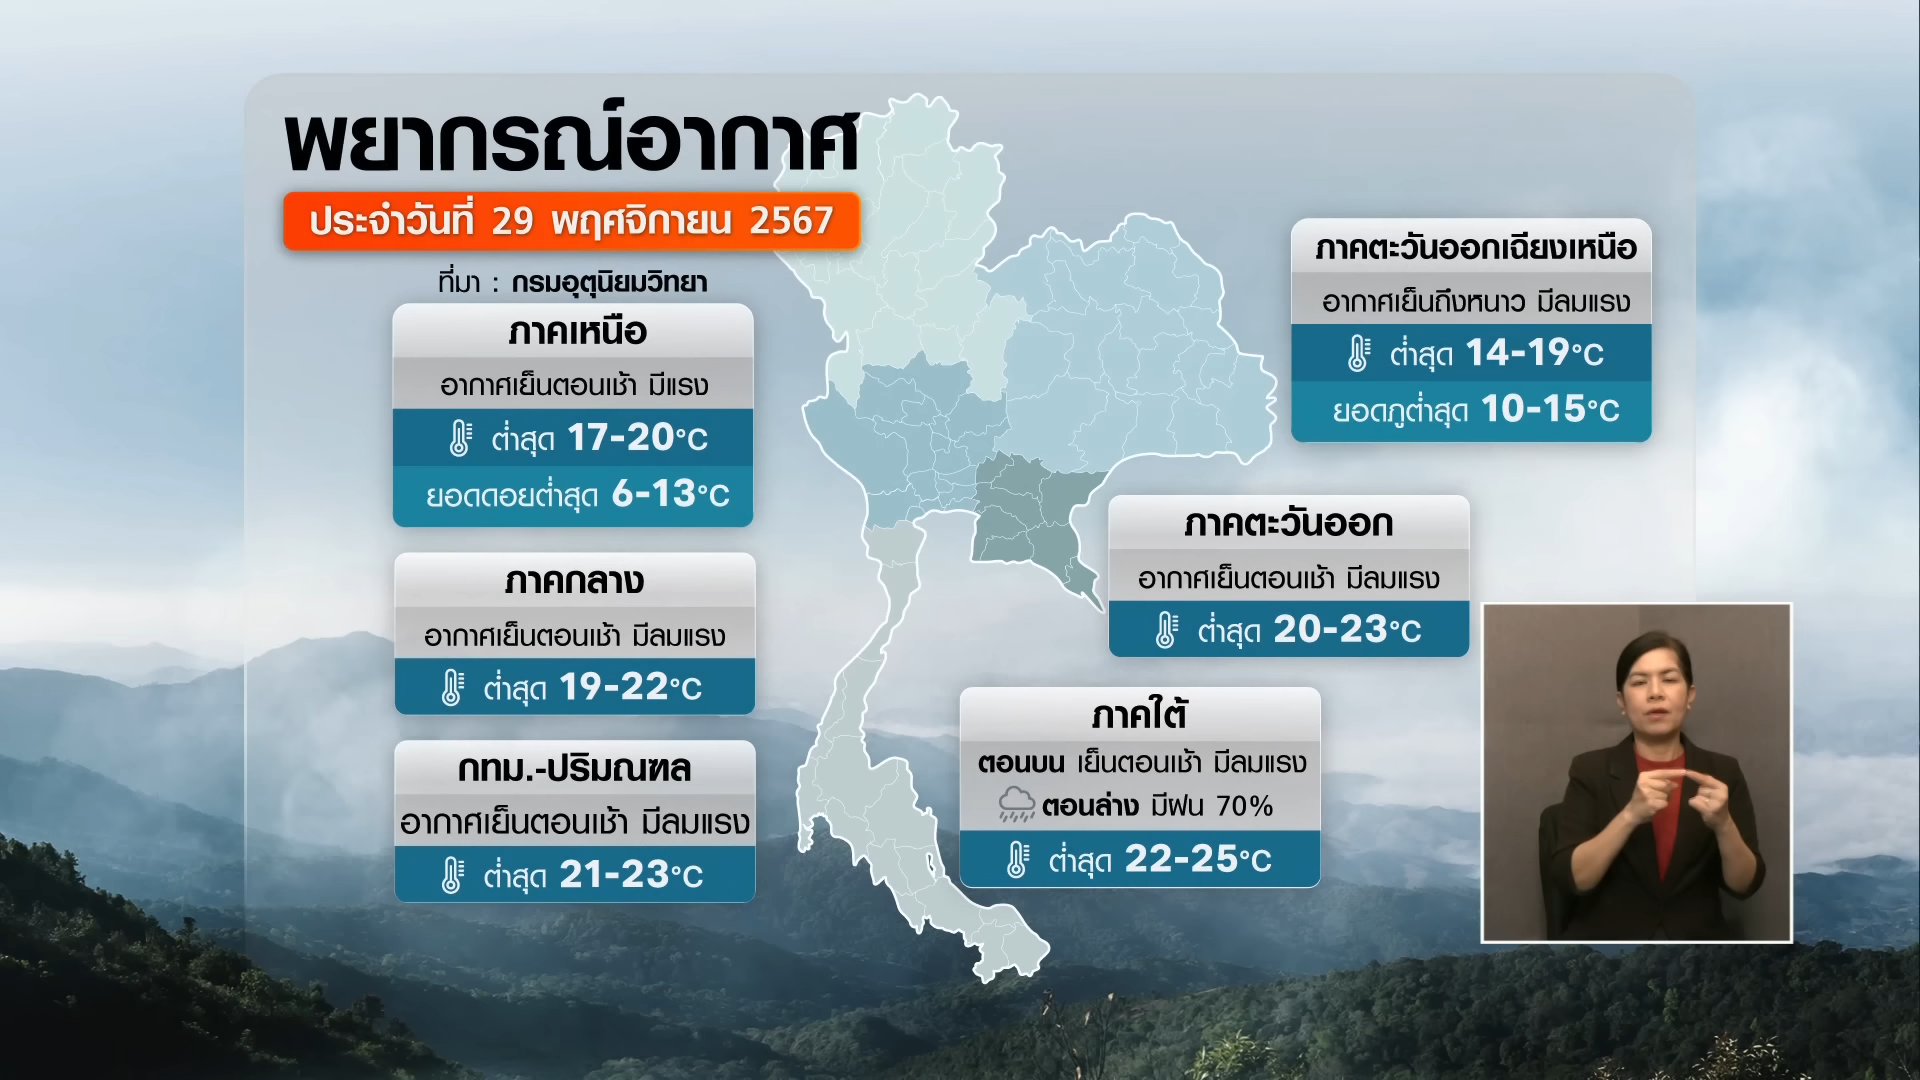 พยากรณ์อากาศ
ประจำวันที่ 29 พฤศจิกายน 2567
ที่มา : กรมอุตุนิยมวิทยา
ภาคเหนือ
อากาศเย็นตอนเช้า มีแรง
ต่ำสุด 17-20°C
ยอดดอยต่ำสุด 6-13°C
ภาคกลาง
อากาศเย็นตอนเช้า มีลมแรง
ต่ำสุด 19-22°C
กทม.-ปริมณฑล
อากาศเย็นตอนเช้า มีลมแรง
ต่ำสุด 21-23°C
ภาคตะวันออกเฉียงเหนือ
อากาศเย็นถึงหนาว มีลมแรง
ต่ำสุด 14-19°C
ยอดภูต่ำสุด 10-15°C
ภาคตะวันออก
อากาศเย็นตอนเช้า มีลมแรง
ต่ำสุด 20-23°C
ภาคใต้
ตอนบน เย็นตอนเช้า มีลมแรง
ตอนล่าง มีฝน 70%
ต่ำสุด 22-25°C